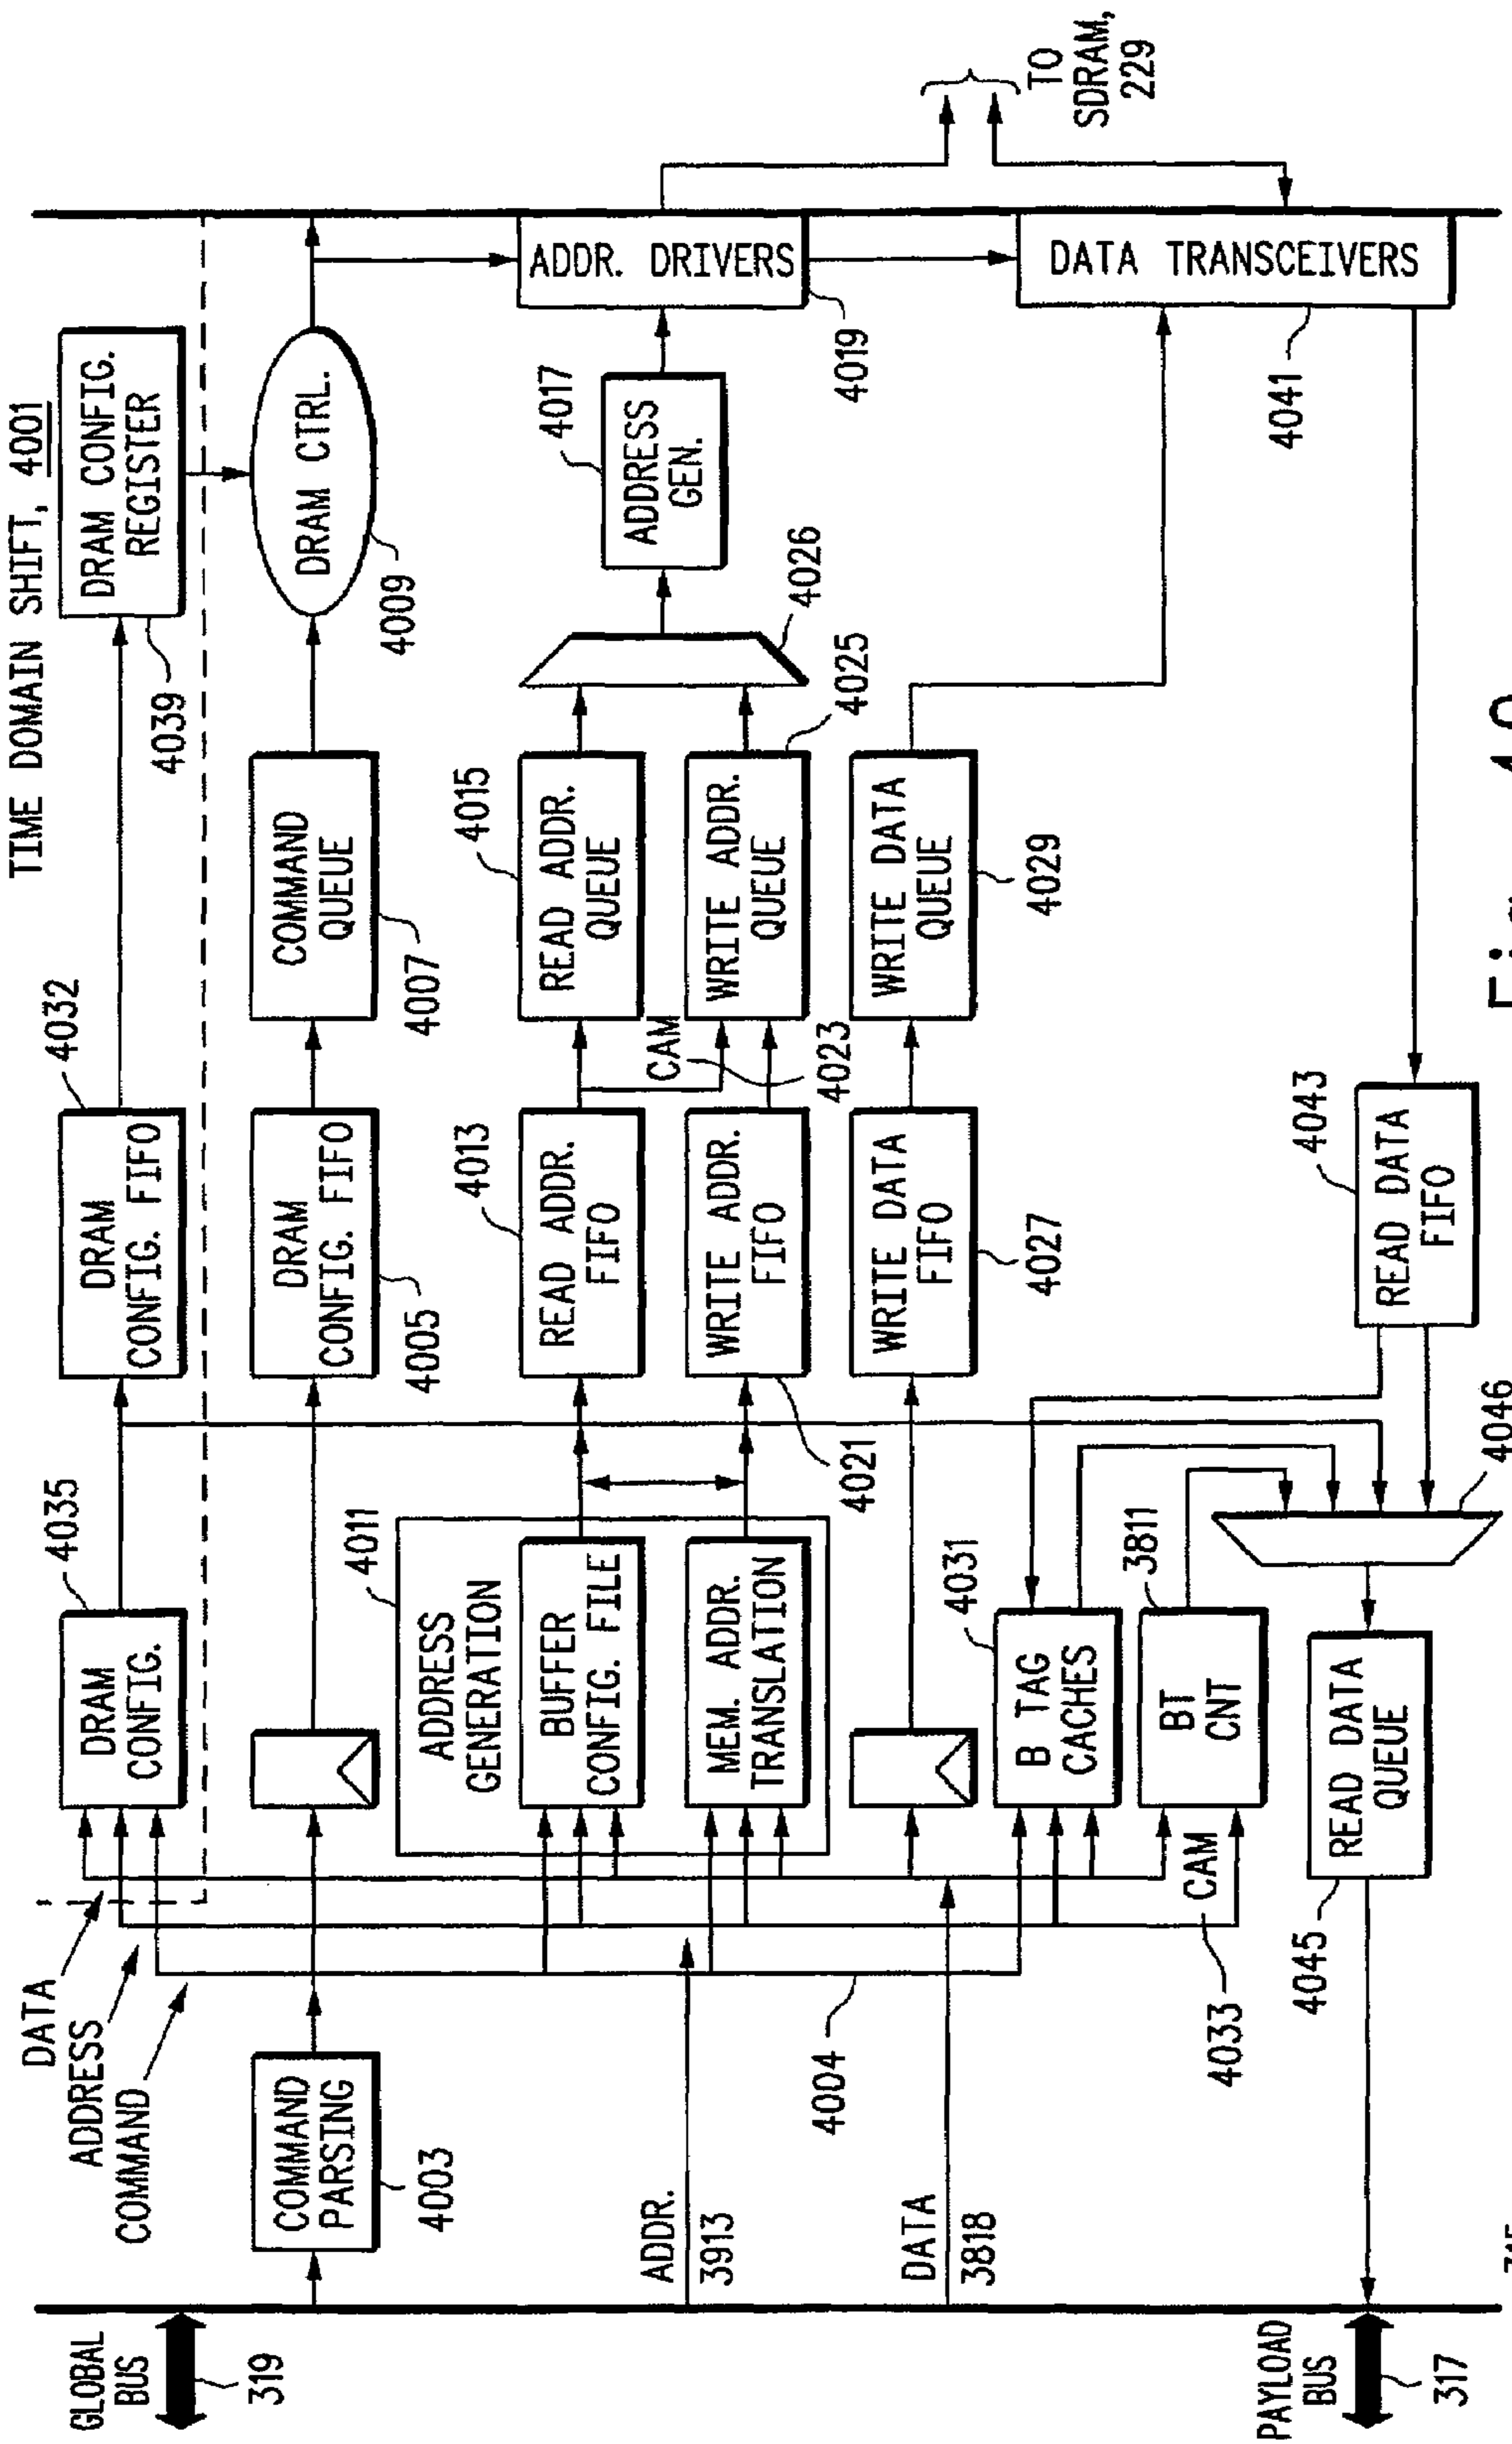 TIME DOMAIN SHIFT, 4001
DATA
ADDRESS
COMMAND
GLOBAL
BUS
319
COMMAND
PARSING
4003
DRAM
CONFIG.
4035
DRAM
CONFIG. FIFO
4032
DRAM CONFIG.
REGISTER
4039
DRAM
CONFIG. FIFO
4005
COMMAND
QUEUE
4007
DRAM CTRL.
4009
ADDRESS
GENERATION
4011
BUFFER
CONFIG. FILE
MEM. ADDR.
TRANSLATION
READ ADDR.
FIFO
4013
READ ADDR.
QUEUE
4015
CAM
4023
WRITE ADDR.
FIFO
4021
WRITE ADDR.
QUEUE
4025
4026
ADDRESS
GEN.
4017
ADDR. DRIVERS
4019
TO
SDRAM,
229
ADDR.
3913
DATA
3818
4004
WRITE DATA
FIFO
4027
WRITE DATA
QUEUE
4029
DATA TRANSCEIVERS
4041
B TAG
CACHES
4031
BT
CNT
3811
CAM
4033
READ DATA
FIFO
4043
4046
READ DATA
QUEUE
4045
PAYLOAD
BUS
317